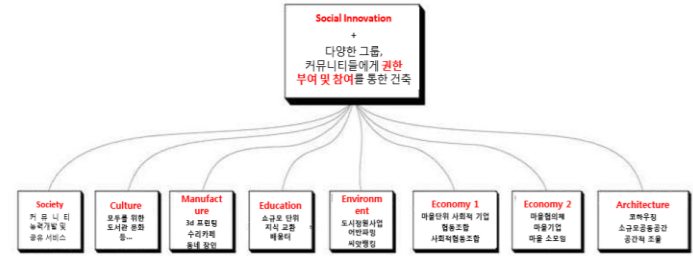 Social Innovation
+
다양한 그룹,
커뮤니티들에게 권한
부여 및 참여를 통한 건축
Society
커 뮤 니 티
능력개발 및
공유 서비스
Culture
모두를 위한
도서관 문화
등...
Manufact
ure
3d 프린팅
수리카페
동네 장인
Education
소규모 단위
지식 교환
배움터
Environm
ent
도시정원사업
어반파밍
씨앗뱅킹
Economy 1
마을단위 사회적 기업
협동조합
사회적협동조합
Economy 2
마을협의체
마을기업
마을 소모임
Architecture
코하우징
소규모공동공간
공간적 조율